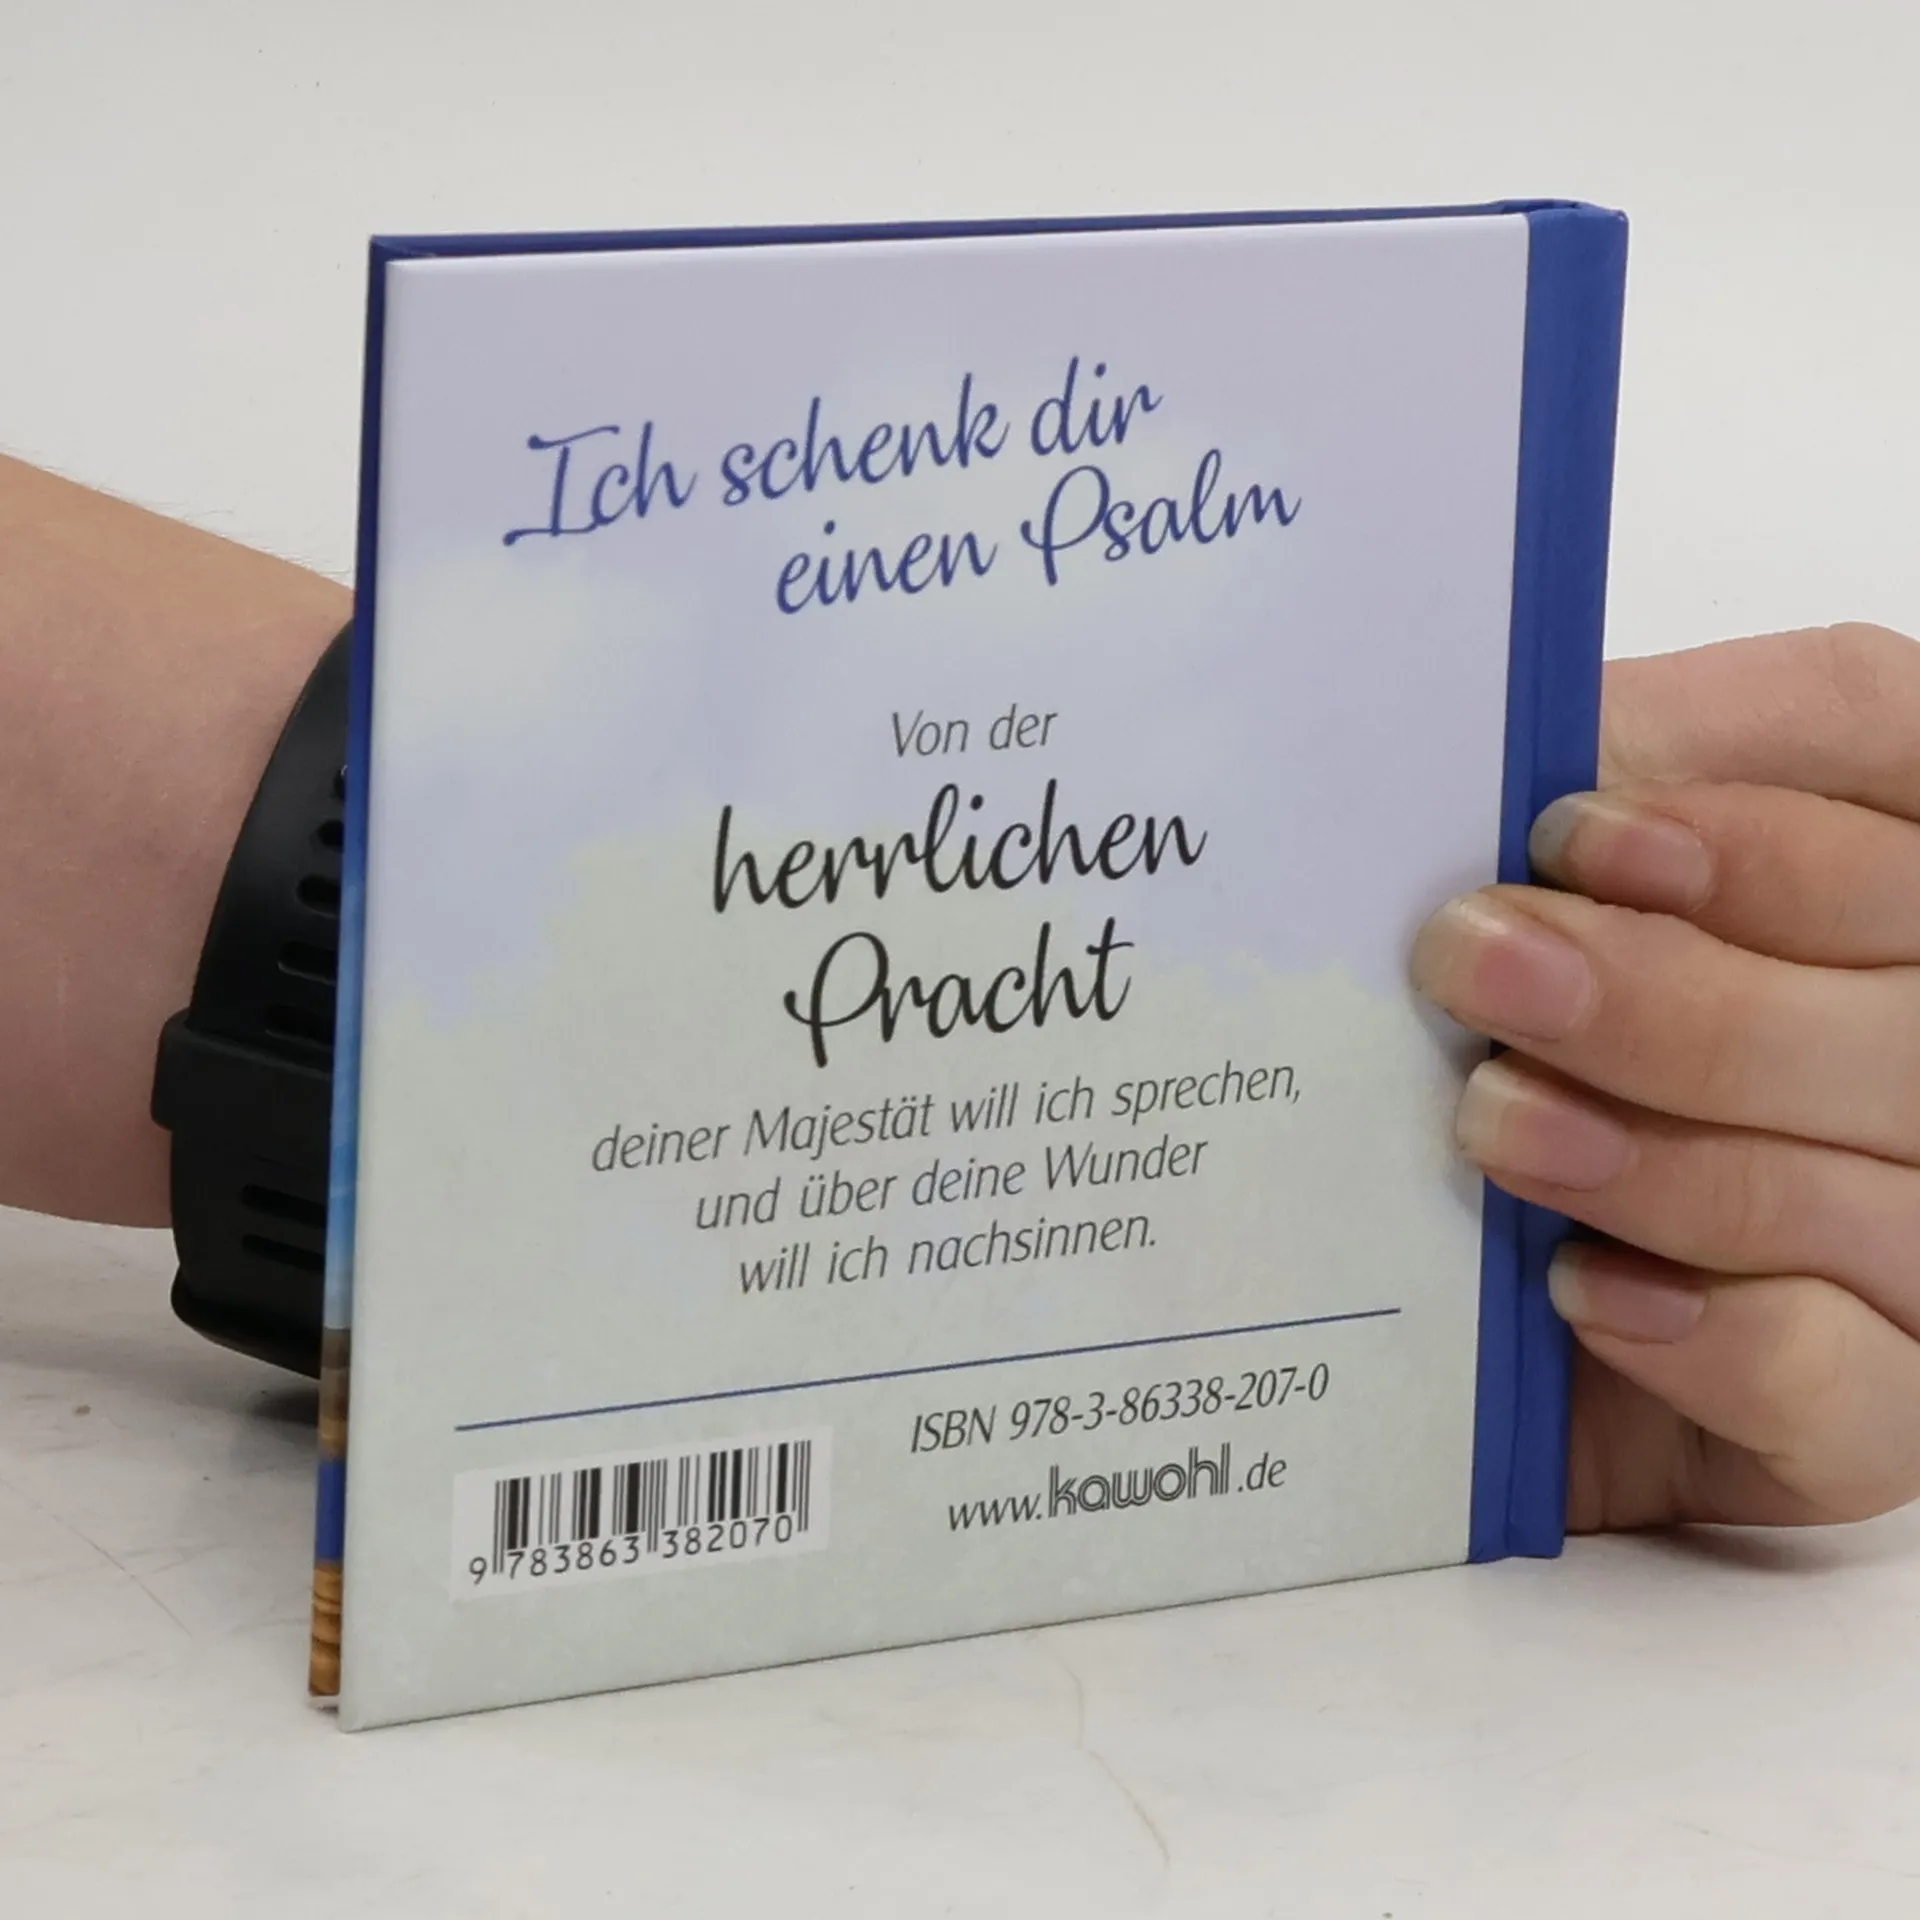 Ich schenk dir
einen Psalm
Von der
herrlichen
Pracht
deiner Majestät will ich sprechen,
und über deine Wunder
will ich nachsinnen.
ISBN 978-3-86338-207-0
www.kawohl.de
9 783863 382070